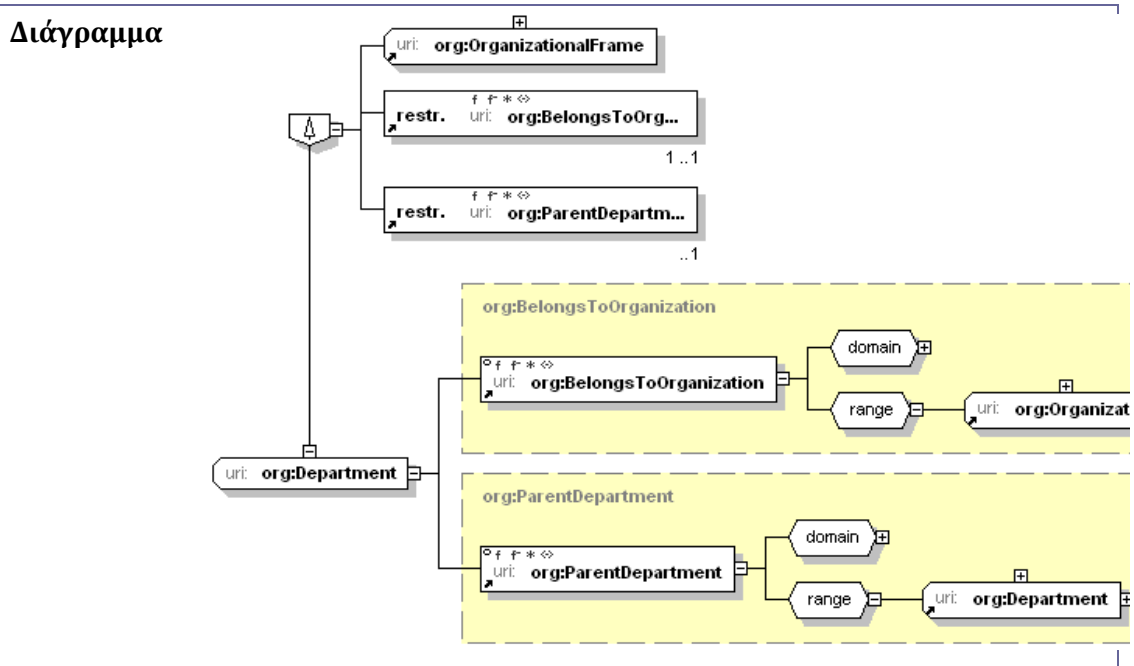 Διάγραμμα
uri: org:OrganizationalFrame
restr. uri: org:BelongsToOrg...
1 ..1
restr. uri: org:ParentDepartm...
..1
org:BelongsToOrganization
domain
uri: org:BelongsToOrganization
range
uri: org:Organizat
uri: org:Department
org:ParentDepartment
domain
uri: org:ParentDepartment
range
uri: org:Department